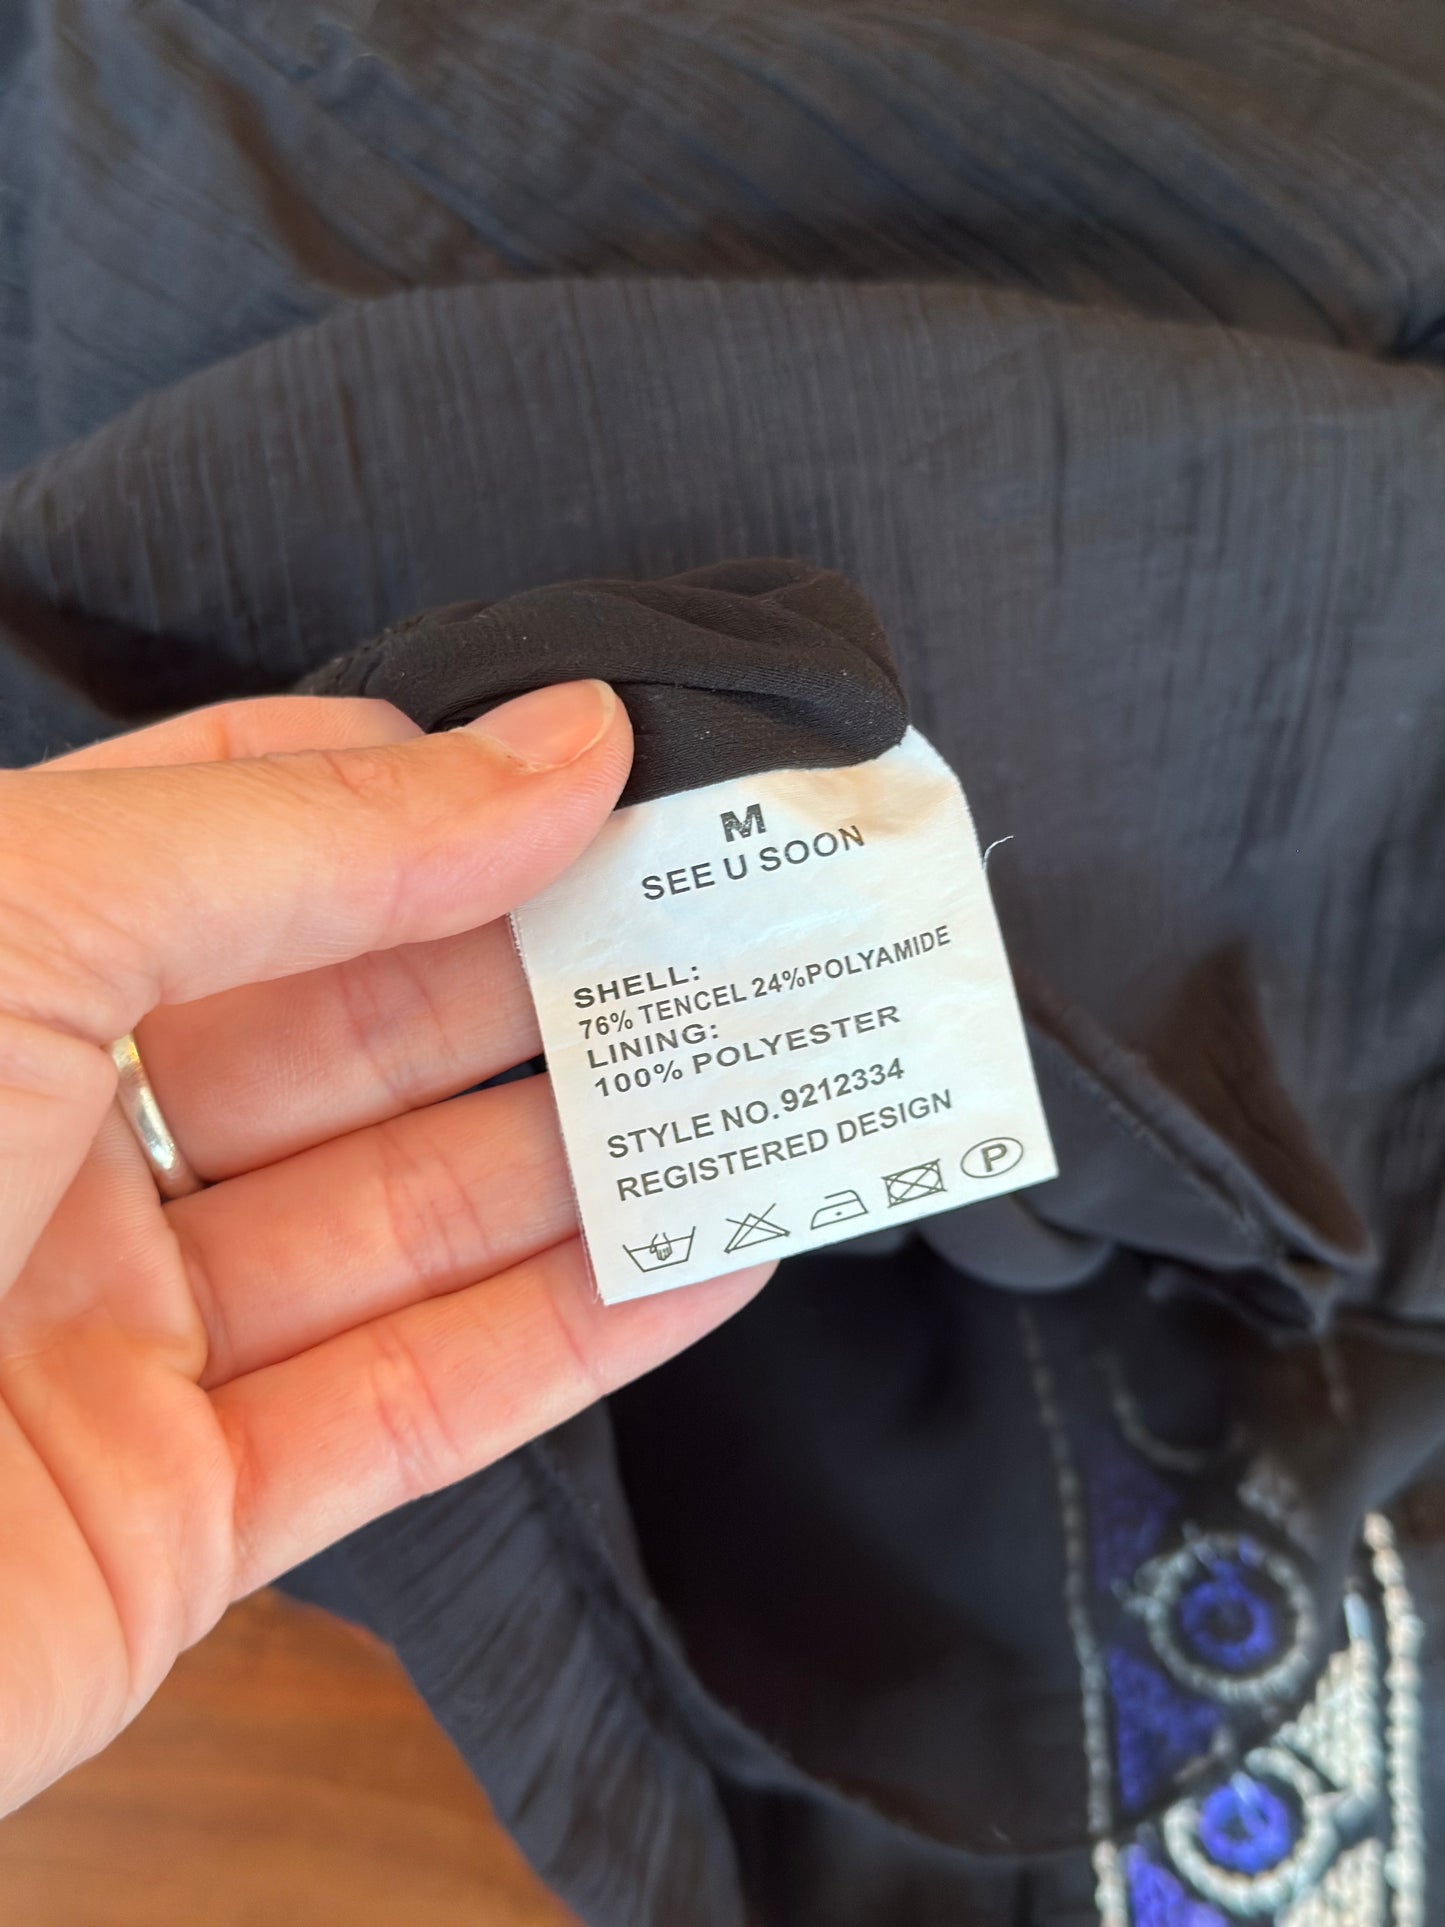 M
SEE U SOON
SHELL:
76% TENCEL 24%POLYAMIDE
LINING:
100% POLYESTER
STYLE NO.9212334
REGISTERED DESIGN
P